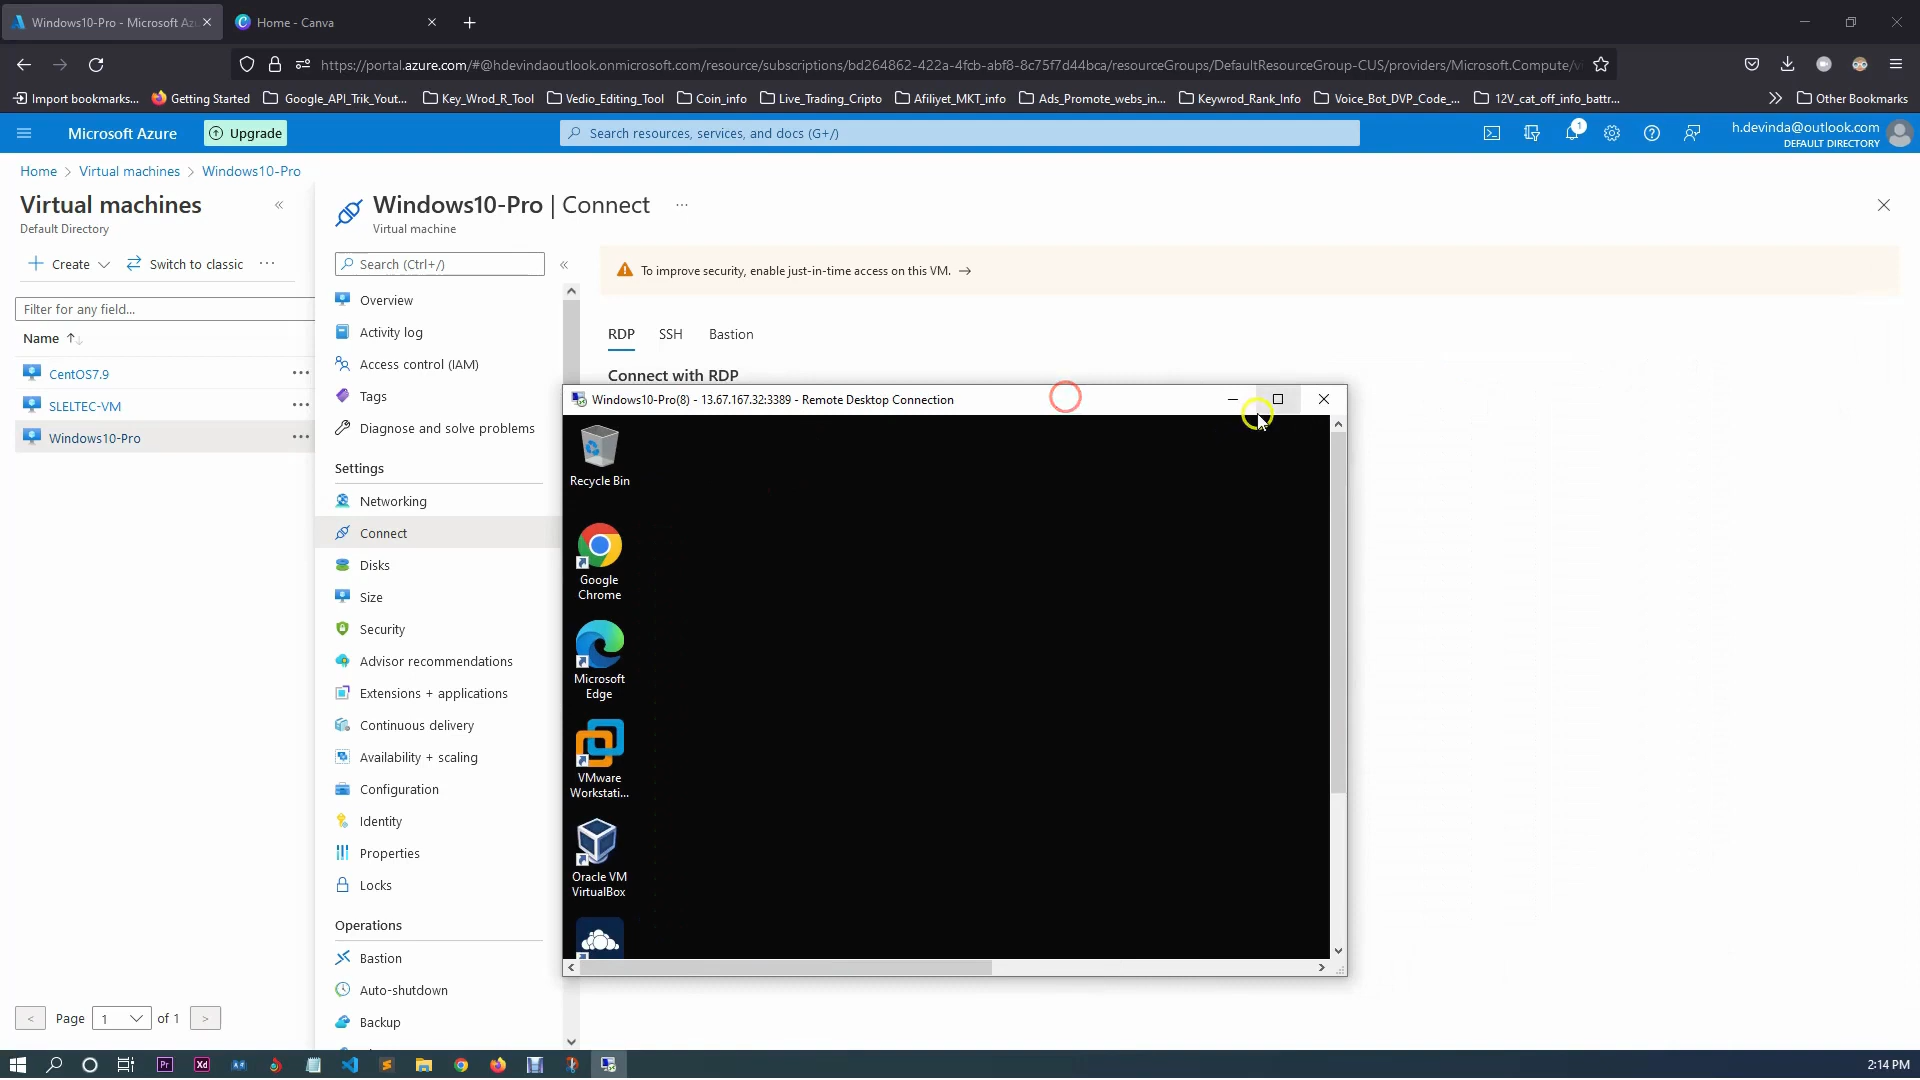 Windows10-Pro - Microsoft Az
Home - Canva
https://portal.azure.com/#@hdevindaoutlook.onmicrosoft.com/resource/subscriptions/bd264862-422a-4fcb-abf8-8c75f7d44bca/resourceGroups/DefaultResourceGroup-CUS/providers/Microsoft.Compute/v
Import bookmarks...
Getting Started
Google_API_Trik_Yout...
Key_Wrod_R_Tool
Vedio_Editing_Tool
Coin_info
Live_Trading_Cripto
Afiliyet_MKT_info
Ads_Promote_webs_in...
Keywrod_Rank_Info
Voice_Bot_DVP_Code_...
12V_cat_off_info_battr...
Other Bookmarks
Microsoft Azure
Upgrade
Search resources, services, and docs (G+/)
1
h.devinda@outlook.com
DEFAULT DIRECTORY
Home > Virtual machines > Windows10-Pro
Virtual machines
Default Directory
Create
Switch to classic
Filter for any field...
Name
CentOS7.9
SLELTEC-VM
Windows10-Pro
Page 1 of 1
Windows10-Pro | Connect
Virtual machine
Search (Ctrl+/)
Overview
Activity log
Access control (IAM)
Tags
Diagnose and solve problems
Settings
Networking
Connect
Disks
Size
Security
Advisor recommendations
Extensions + applications
Continuous delivery
Availability + scaling
Configuration
Identity
Properties
Locks
Operations
Bastion
Auto-shutdown
Backup
To improve security, enable just-in-time access on this VM.
RDP
SSH
Bastion
Connect with RDP
Windows10-Pro(8) - 13.67.167.32:3389 - Remote Desktop Connection
Recycle Bin
Google
Chrome
Microsoft
Edge
VMware
Workstati...
Oracle VM
VirtualBox
Pr
Xd
2:14 PM